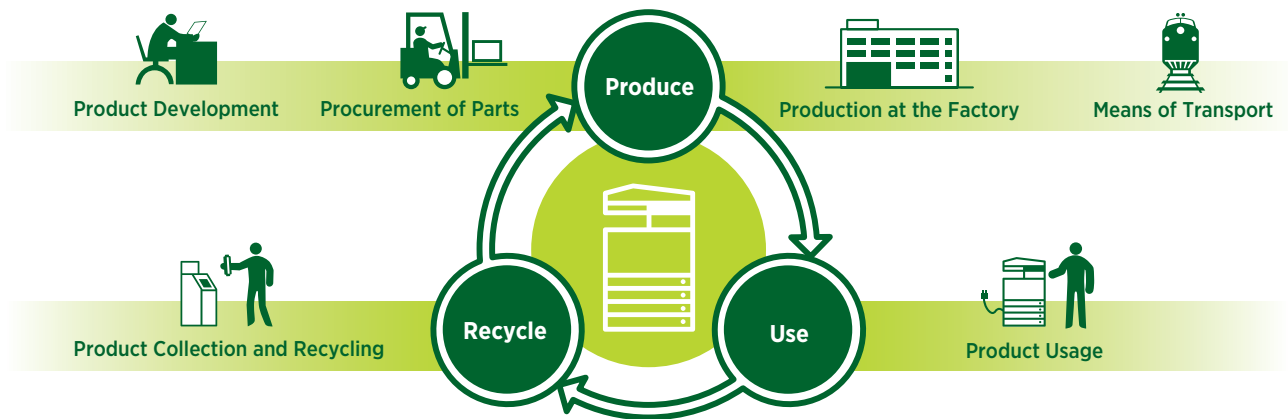 Produce
Product Development
Procurement of Parts
Production at the Factory
Means of Transport
Recycle
Use
Product Collection and Recycling
Product Usage